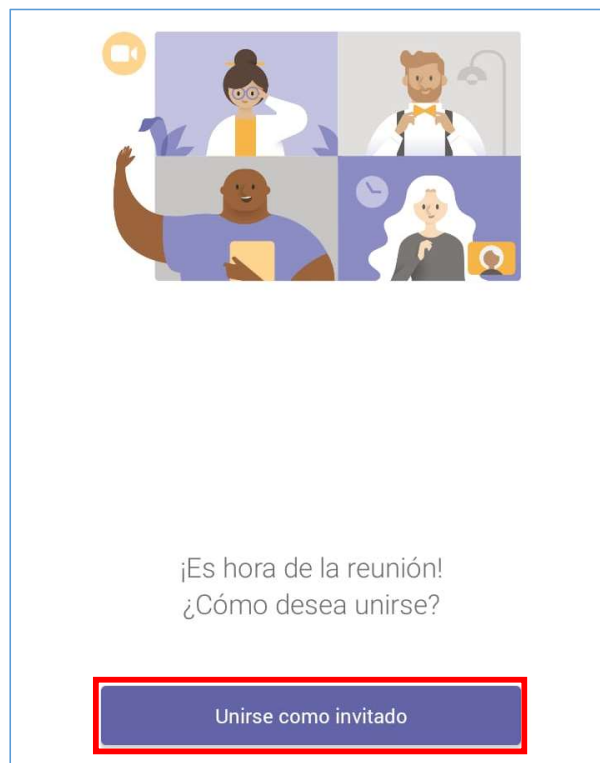 ¡Es hora de la reunión!
¿Cómo desea unirse?
Unirse como invitado